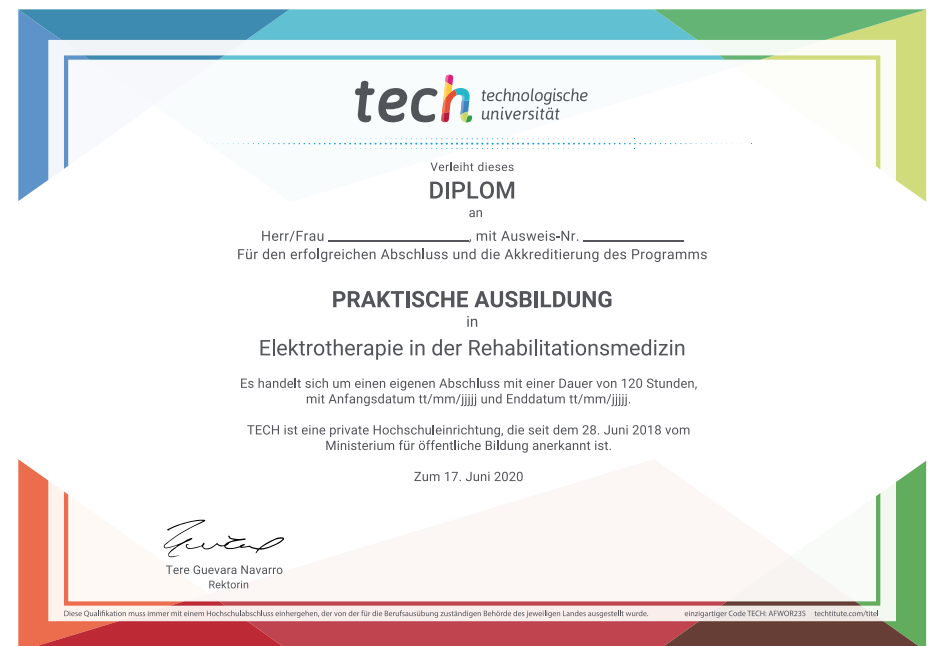 tech technologische
universität
Verleiht dieses
DIPLOM
an
Herr/Frau ____________________, mit Ausweis-Nr. ______________
Für den erfolgreichen Abschluss und die Akkreditierung des Programms
PRAKTISCHE AUSBILDUNG
in
Elektrotherapie in der Rehabilitationsmedizin
Es handelt sich um einen eigenen Abschluss mit einer Dauer von 120 Stunden,
mit Anfangsdatum tt/mm/jjjjj und Enddatum tt/mm/jjjjj.
TECH ist eine private Hochschuleinrichtung, die seit dem 28. Juni 2018 vom
Ministerium für öffentliche Bildung anerkannt ist.
Zum 17. Juni 2020
Tere Guevara Navarro
Rektorin
Diese Qualifikation muss immer mit einem Hochschulabschluss einhergehen, der von der für die Berufsausübung zuständigen Behörde des jeweiligen Landes ausgestellt wurde. einzigartiger Code TECH: AFWOR23S techtitute.com/titel